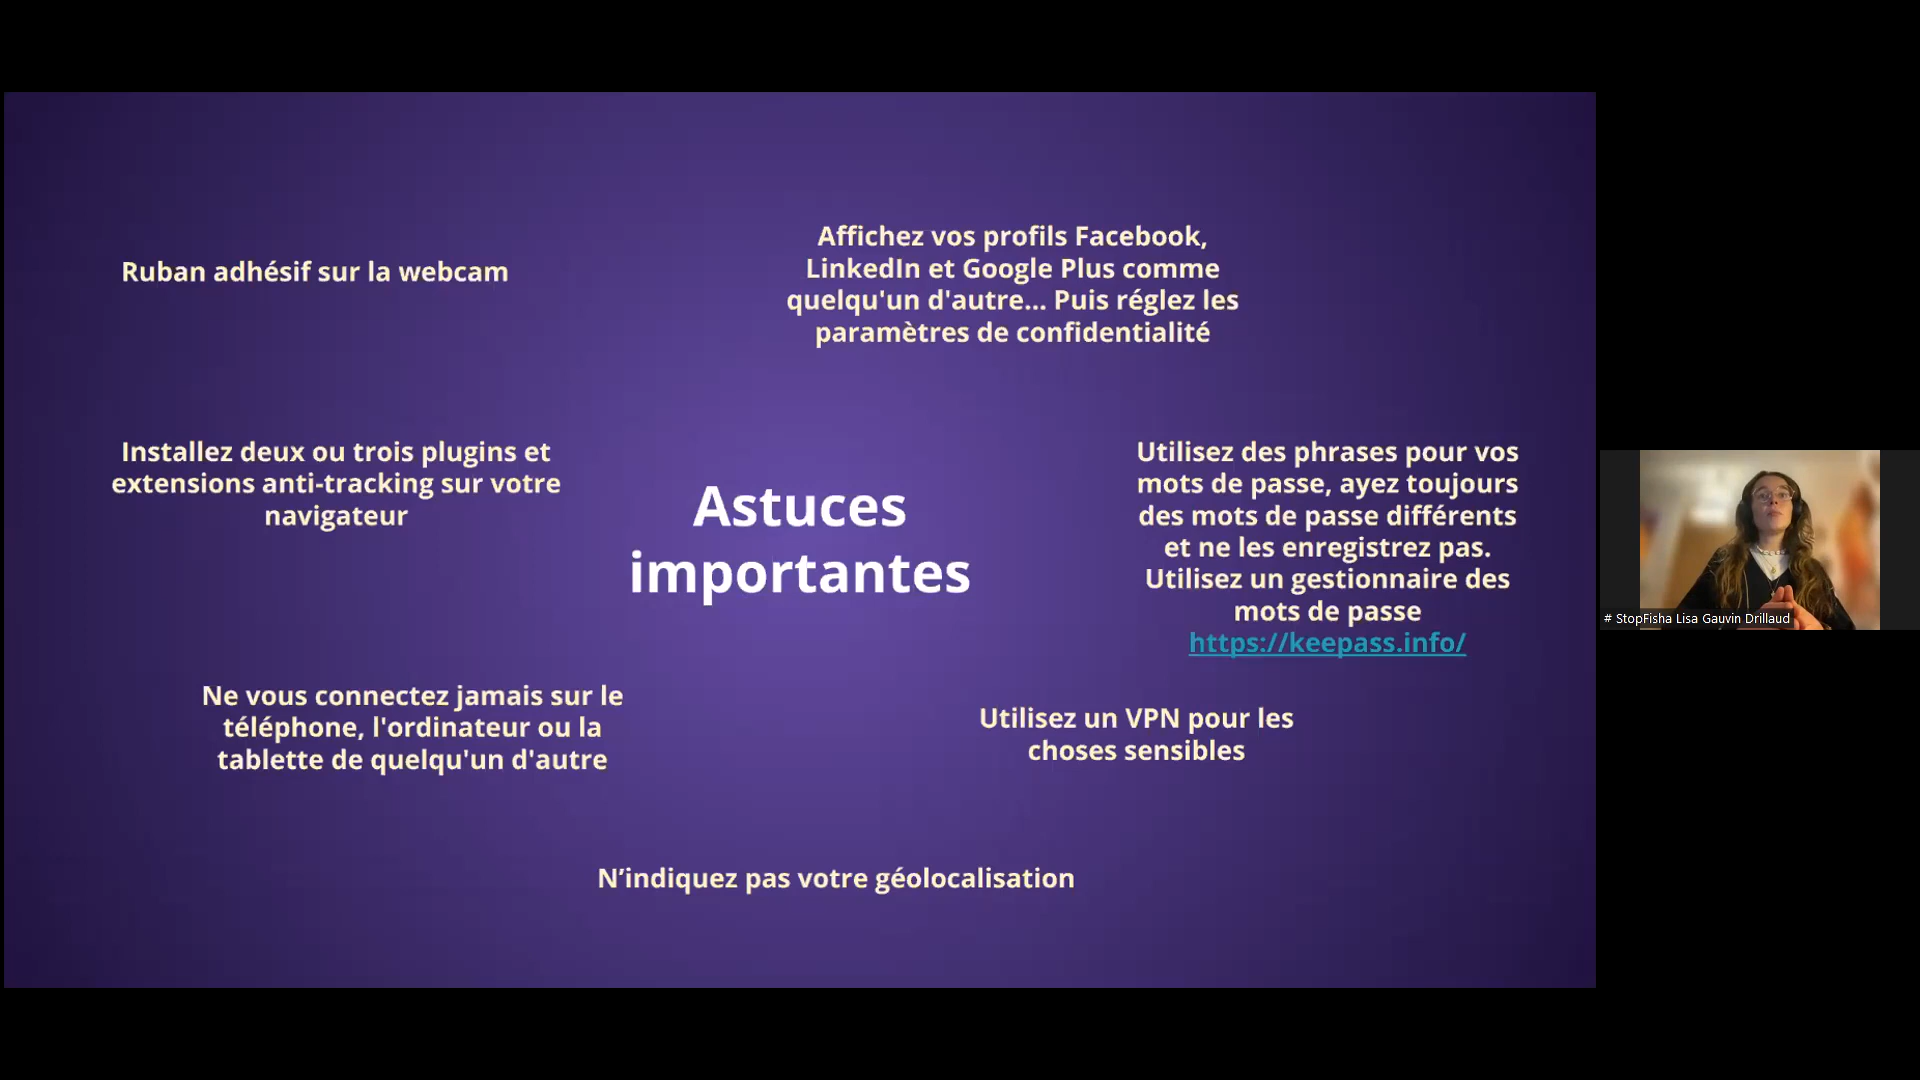 Ruban adhésif sur la webcam
Affichez vos profils Facebook,
LinkedIn et Google Plus comme
quelqu'un d'autre... Puis réglez les
paramètres de confidentialité
Installez deux ou trois plugins et
extensions anti-tracking sur votre
navigateur
Astuces
importantes
Utilisez des phrases pour vos
mots de passe, ayez toujours
des mots de passe différents
et ne les enregistrez pas.
Utilisez un gestionnaire des
mots de passe
https://keepass.info/
Ne vous connectez jamais sur le
téléphone, l'ordinateur ou la
tablette de quelqu'un d'autre
Utilisez un VPN pour les
choses sensibles
N’indiquez pas votre géolocalisation
# StopFisha Lisa Gauvin Drillaud